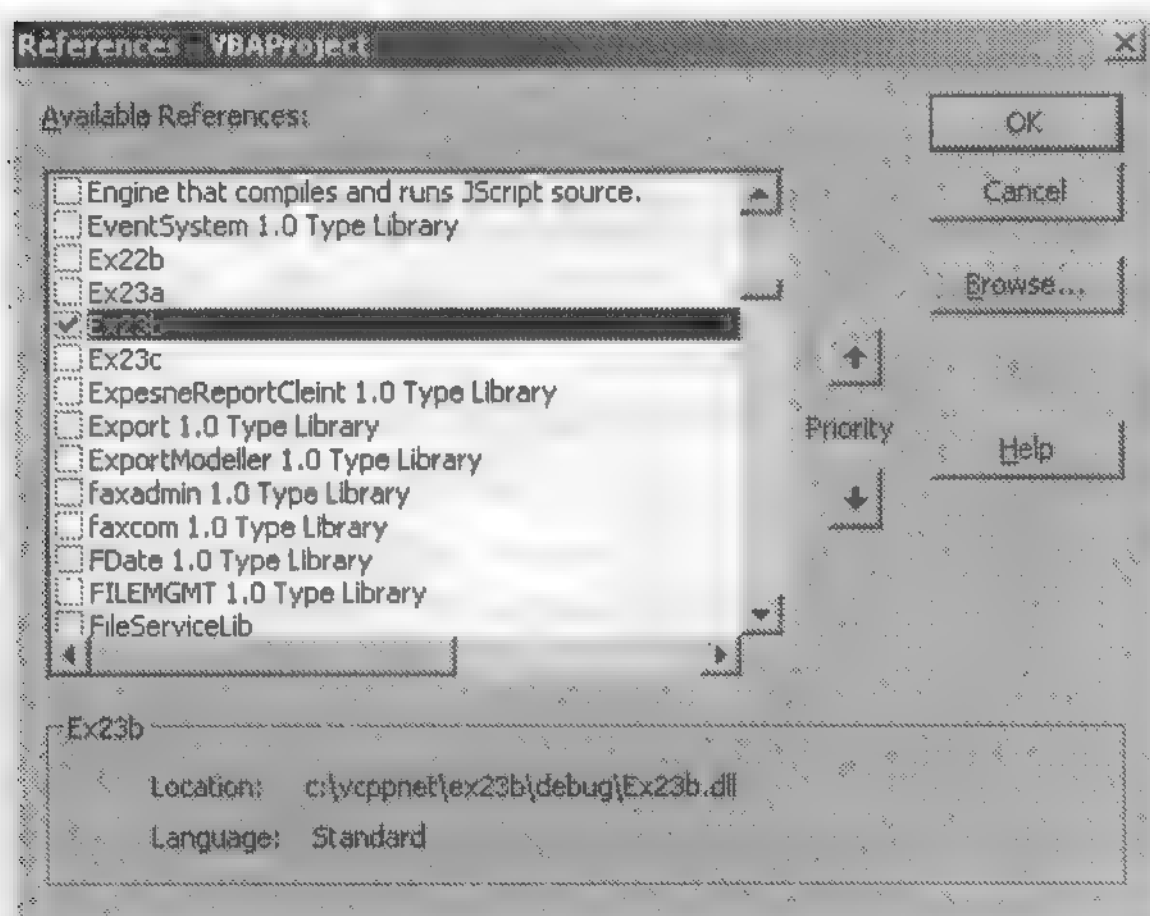 References - VBAProject
Available References:
OK
Engine that compiles and runs JScript source.
Cancel
EventSystem 1.0 Type Library
Ex22b
Ex23a
Browse...
Ex23b
Ex23c
ExpesneReportCleint 1.0 Type Library
Export 1.0 Type Library
Priority
ExportModeller 1.0 Type Library
Help
faxadmin 1.0 Type Library
faxcom 1.0 Type Library
FDate 1.0 Type Library
FILEMGMT 1.0 Type Library
FileServiceLib
Ex23b
Location: c:\vcppnet\ex23b\debug\Ex23b.dll
Language: Standard